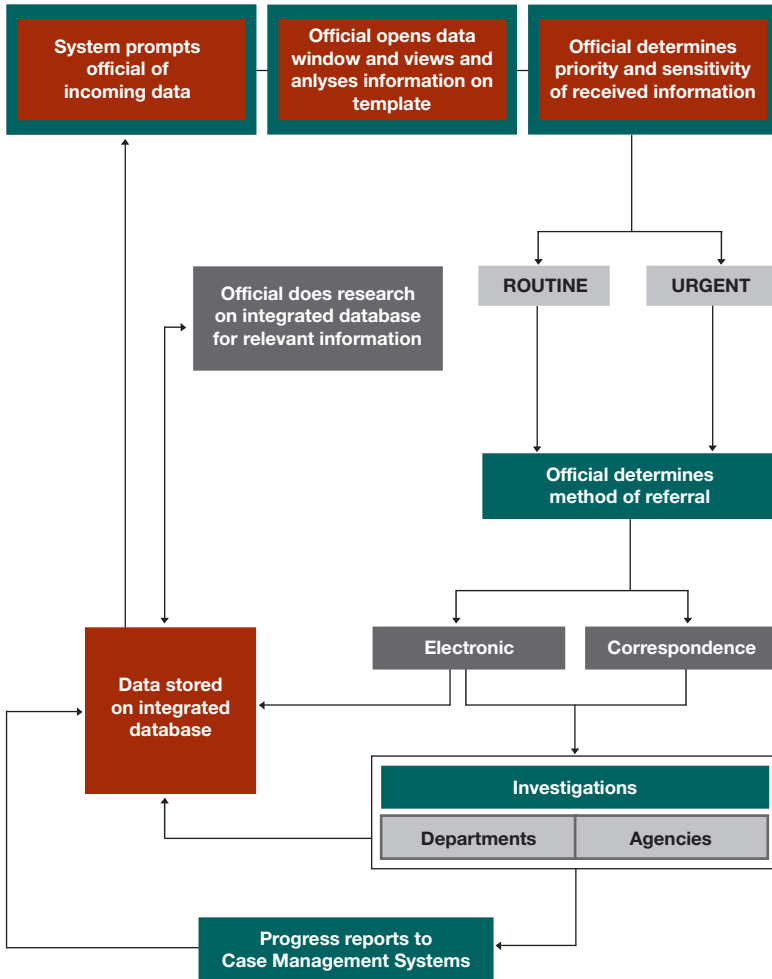 System prompts
official of
incoming data
Official opens data
window and views and
anlyses information on
template
Official determines
priority and sensitivity
of received information
ROUTINE
URGENT
Official does research
on integrated database
for relevant information
Official determines
method of referral
Electronic
Correspondence
Data stored
on integrated
database
Investigations
Departments
Agencies
Progress reports to
Case Management Systems